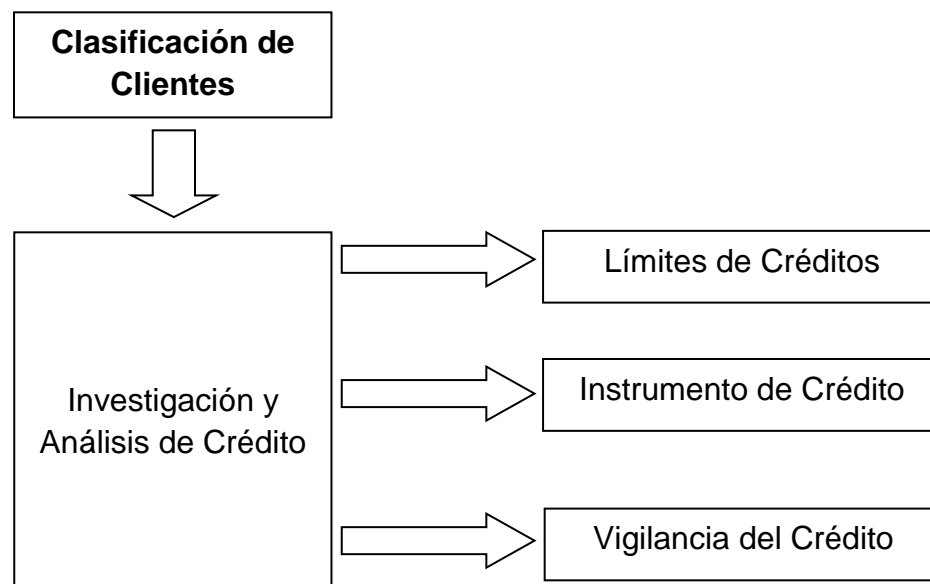 Clasificación de
Clientes
Límites de Créditos
Investigación y
Análisis de Crédito
Instrumento de Crédito
Vigilancia del Crédito